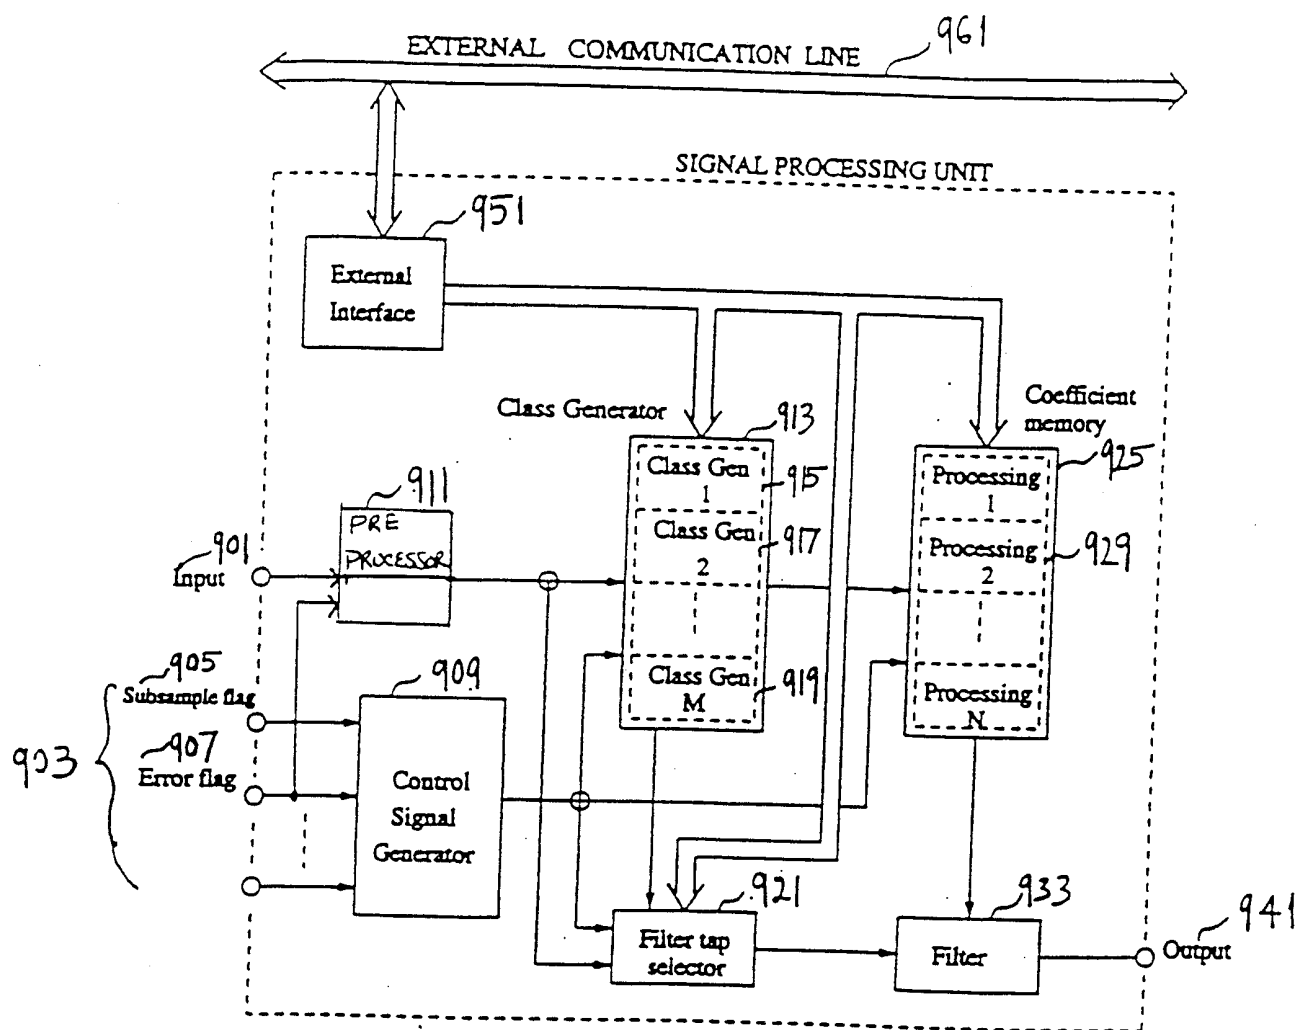 EXTERNAL COMMUNICATION LINE
961
SIGNAL PROCESSING UNIT
951
External
Interface
Class Generator
913
Coefficient
memory
Class Gen
1
915
Processing
1
925
911
PRE
PROCESSOR
Class Gen
2
917
Processing
2
929
901
Input
Class Gen
M
919
Processing
N
905
Subsample flag
909
903
907
Error flag
Control
Signal
Generator
921
Filter tap
selector
933
Filter
941
Output